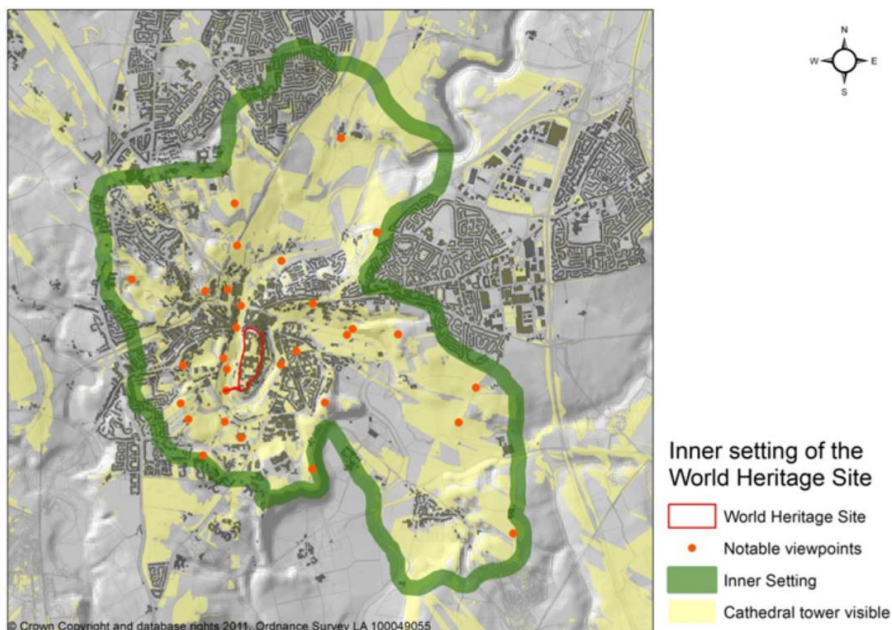 N
W E
S
Inner setting of the
World Heritage Site
World Heritage Site
Notable viewpoints
Inner Setting
Cathedral tower visible
© Crown Copyright and database rights 2011. Ordnance Survey LA 100049055